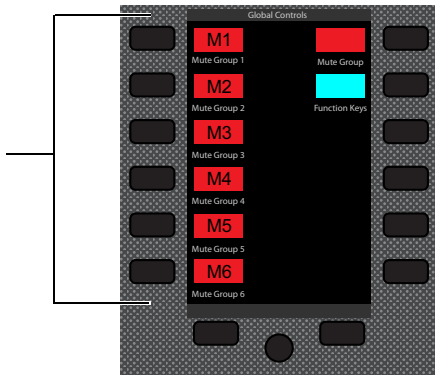 Global Controls
M1
Mute Group 1
Mute Group
M2
Mute Group 2
Function Keys
M3
Mute Group 3
M4
Mute Group 4
M5
Mute Group 5
M6
Mute Group 6